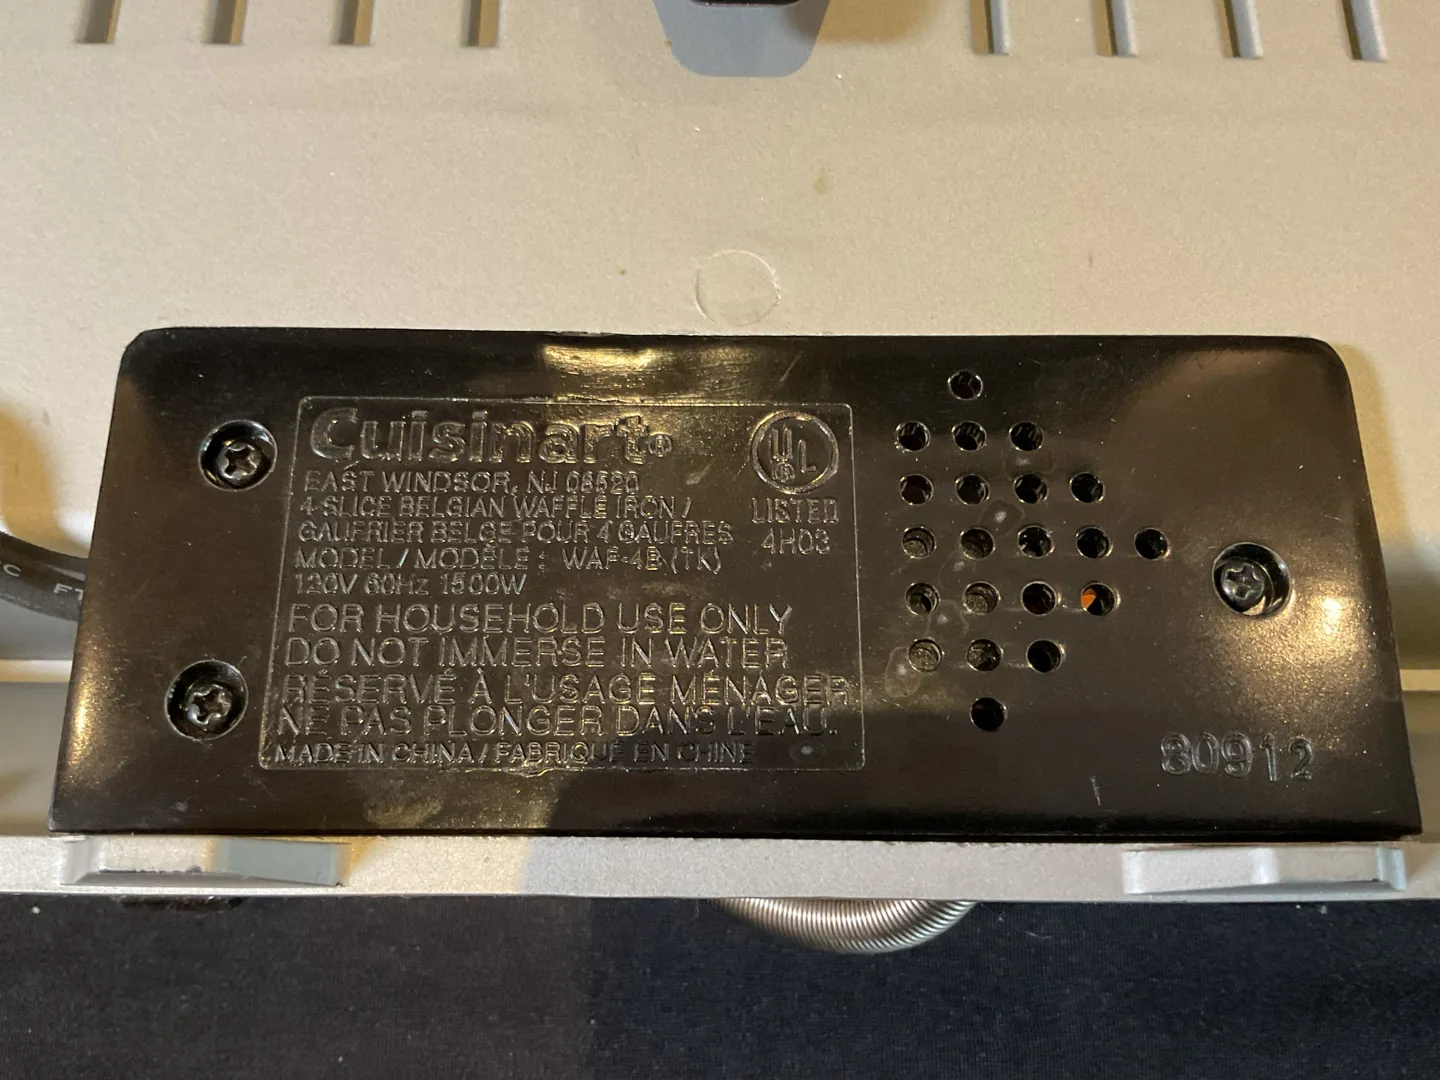 Cuisinart®
EAST WINDSOR, NJ 08520
4-SLICE BELGIAN WAFFLE IRON /
GAUFRIER BELGE POUR 4 GAUFRES
MODEL / MODÈLE : WAF-4B (TK)
120V 60Hz 1500W
FOR HOUSEHOLD USE ONLY
DO NOT IMMERSE IN WATER
RÉSERVÉ À L'USAGE MÉNAGER
NE PAS PLONGER DANS L'EAU.
MADE IN CHINA / FABRIQUÉ EN CHINE
UL®
LISTED
4H03
80912
C FT